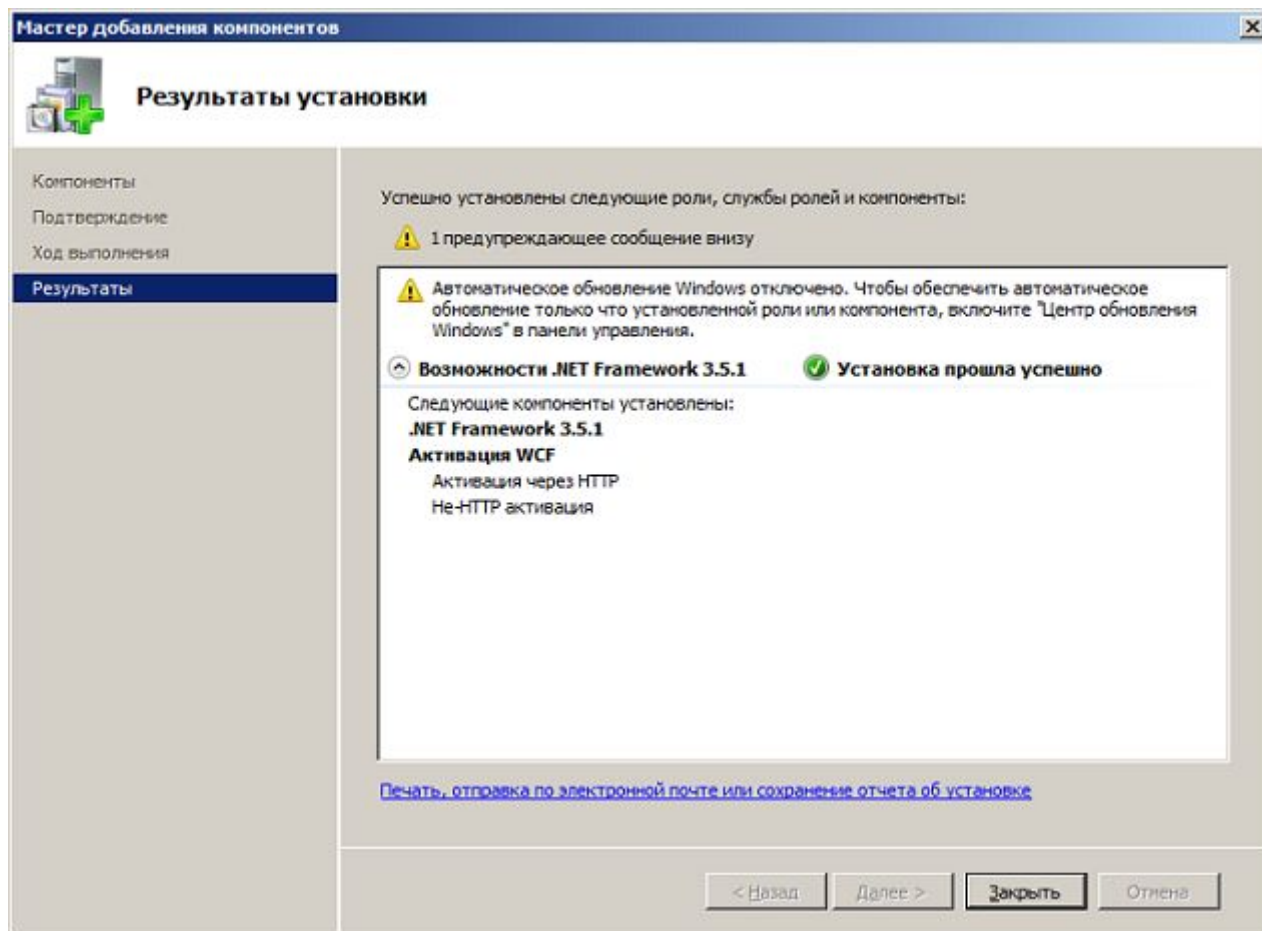 Мастер добавления компонентов
Результаты установки
Компоненты
Подтверждение
Ход выполнения
Результаты
Успешно установлены следующие роли, службы ролей и компоненты:
1 предупреждающее сообщение внизу
Автоматическое обновление Windows отключено. Чтобы обеспечить автоматическое
обновление только что установленной роли или компонента, включите "Центр обновления
Windows" в панели управления.
Возможности .NET Framework 3.5.1 Установка прошла успешно
Следующие компоненты установлены:
.NET Framework 3.5.1
Активация WCF
Активация через HTTP
Не-HTTP активация
Печать, отправка по электронной почте или сохранение отчета об установке
< Назад Далее > Закрыть Отмена